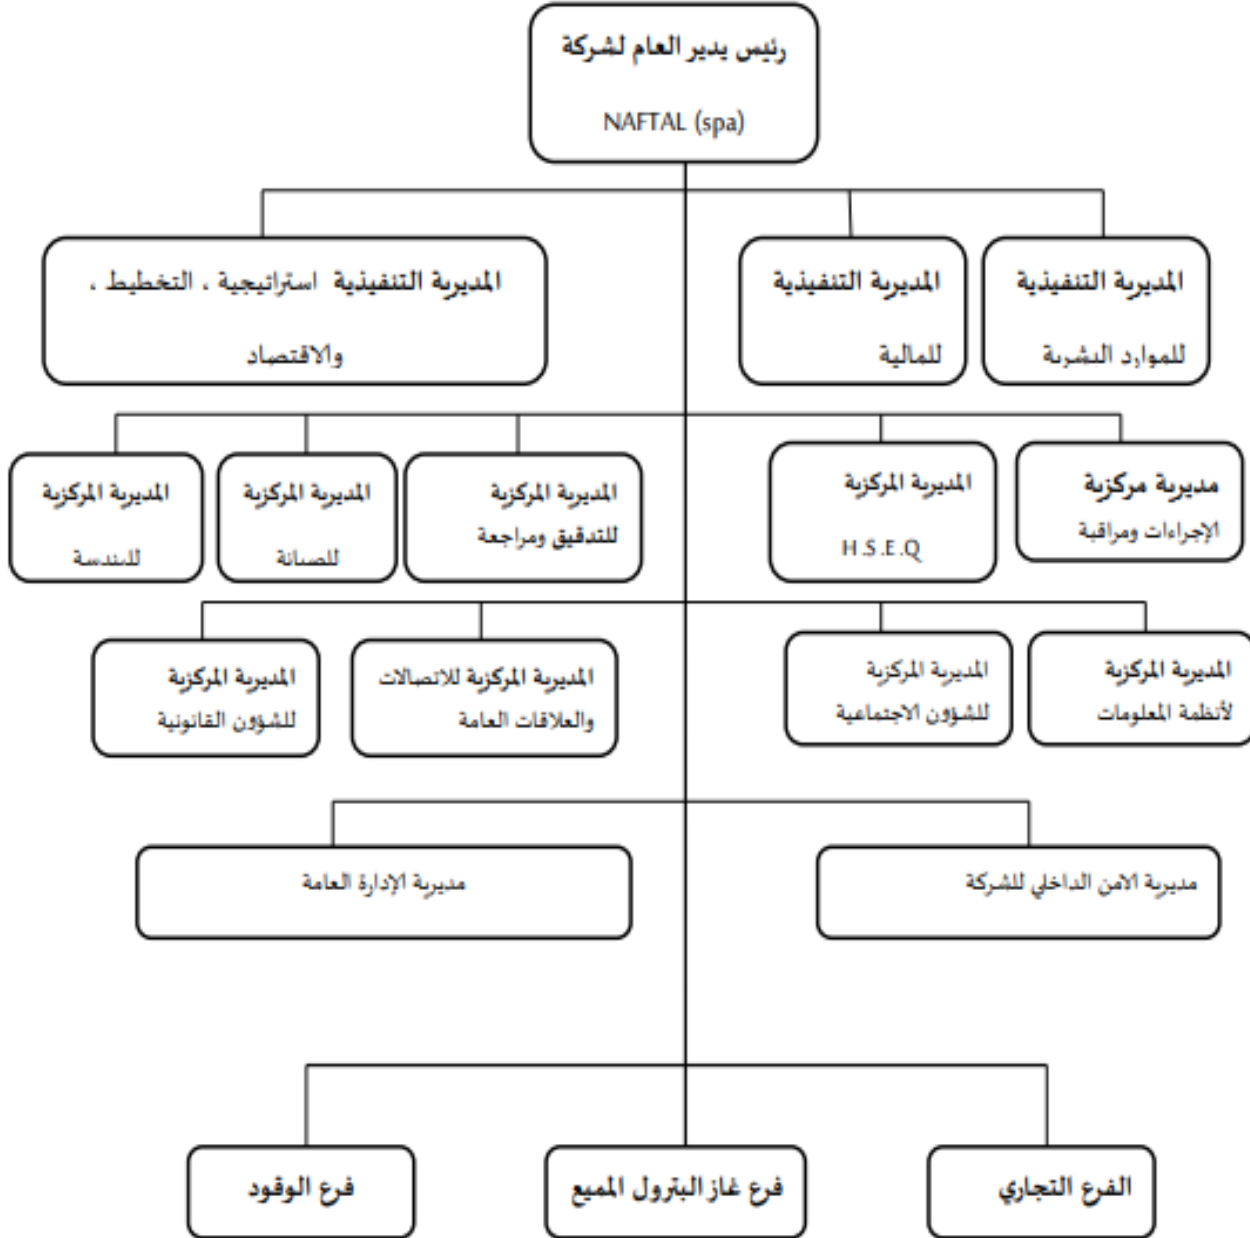 رئيس يدير العام لشركة
NAFTAL (spa)
المديرية التنفيذية
للموارد البشرية
المديرية التنفيذية
للمالية
المديرية التنفيذية استراتيجية ، التخطيط ،
والاقتصاد
مديرية مركزية
الإجراءات ومراقبة
المديرية المركزية
H.S.E.Q
المديرية المركزية
للتدقيق ومراجعة
المديرية المركزية
للصيانة
المديرية المركزية
للهندسة
المديرية المركزية
لأنظمة المعلومات
المديرية المركزية
للشؤون الاجتماعية
المديرية المركزية للاتصالات
والعلاقات العامة
المديرية المركزية
للشؤون القانونية
مديرية الامن الداخلي للشركة
مديرية الإدارة العامة
الفرع التجاري
فرع غاز البترول المميع
فرع الوقود